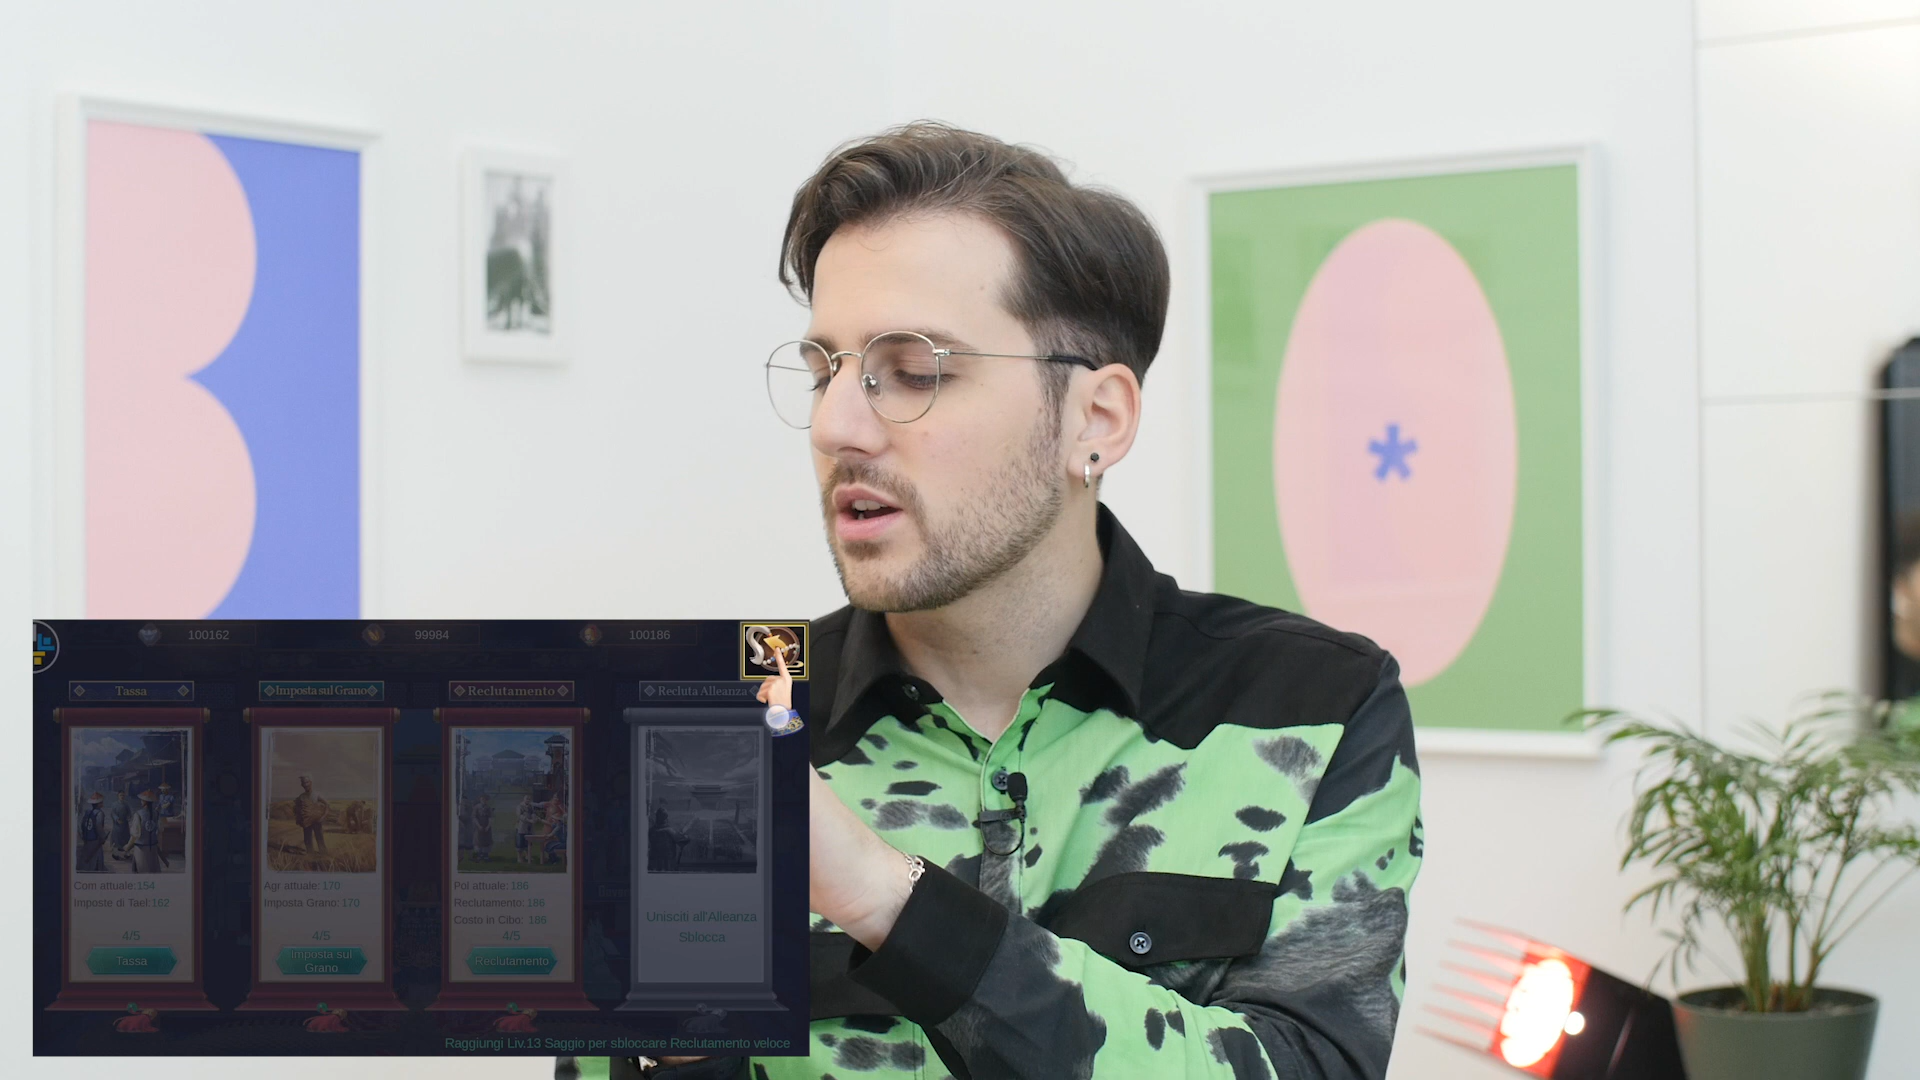 100162
99984
100186
Tassa
Imposta sul Grano
Reclutamento
Recluta Alleanza
Com attuale:154
Imposte di Tael:162
4/5
Tassa
Agr attuale:170
Imposta Grano: 170
4/5
Imposta sul
Grano
Pol attuale:186
Reclutamento: 186
Costo in Cibo: 186
4/5
Reclutamento
Unisciti all'Alleanza
Sblocca
Raggiungi Liv.13 Saggio per sbloccare Reclutamento veloce
*